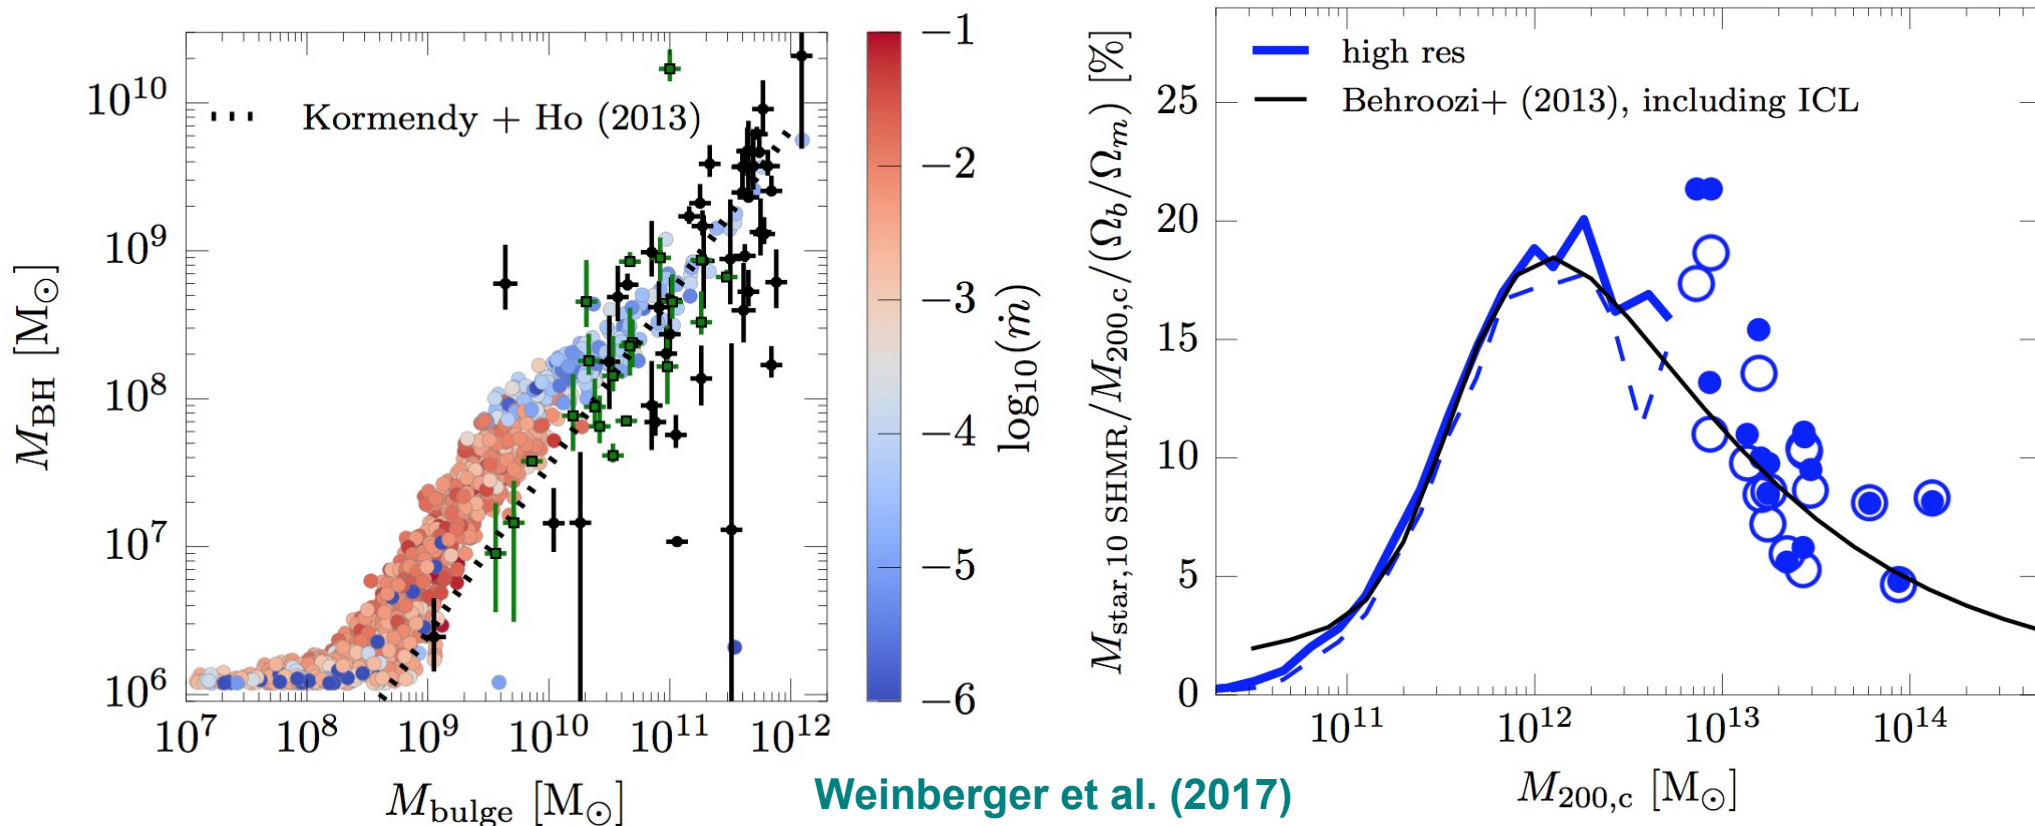 Kormendy + Ho (2013)
10^10
10^9
10^8
10^7
10^6
M_BH [M_⊙]
10^7 10^8 10^9 10^10 10^11 10^12
M_bulge [M_⊙]
−1
−2
−3
−4
−5
−6
log_10(ṁ)
high res
Behroozi+ (2013), including ICL
25
20
15
10
5
0
M_star,10 SHMR/M_200,c/(Ω_b/Ω_m) [%]
10^11 10^12 10^13 10^14
M_200,c [M_⊙]
Weinberger et al. (2017)